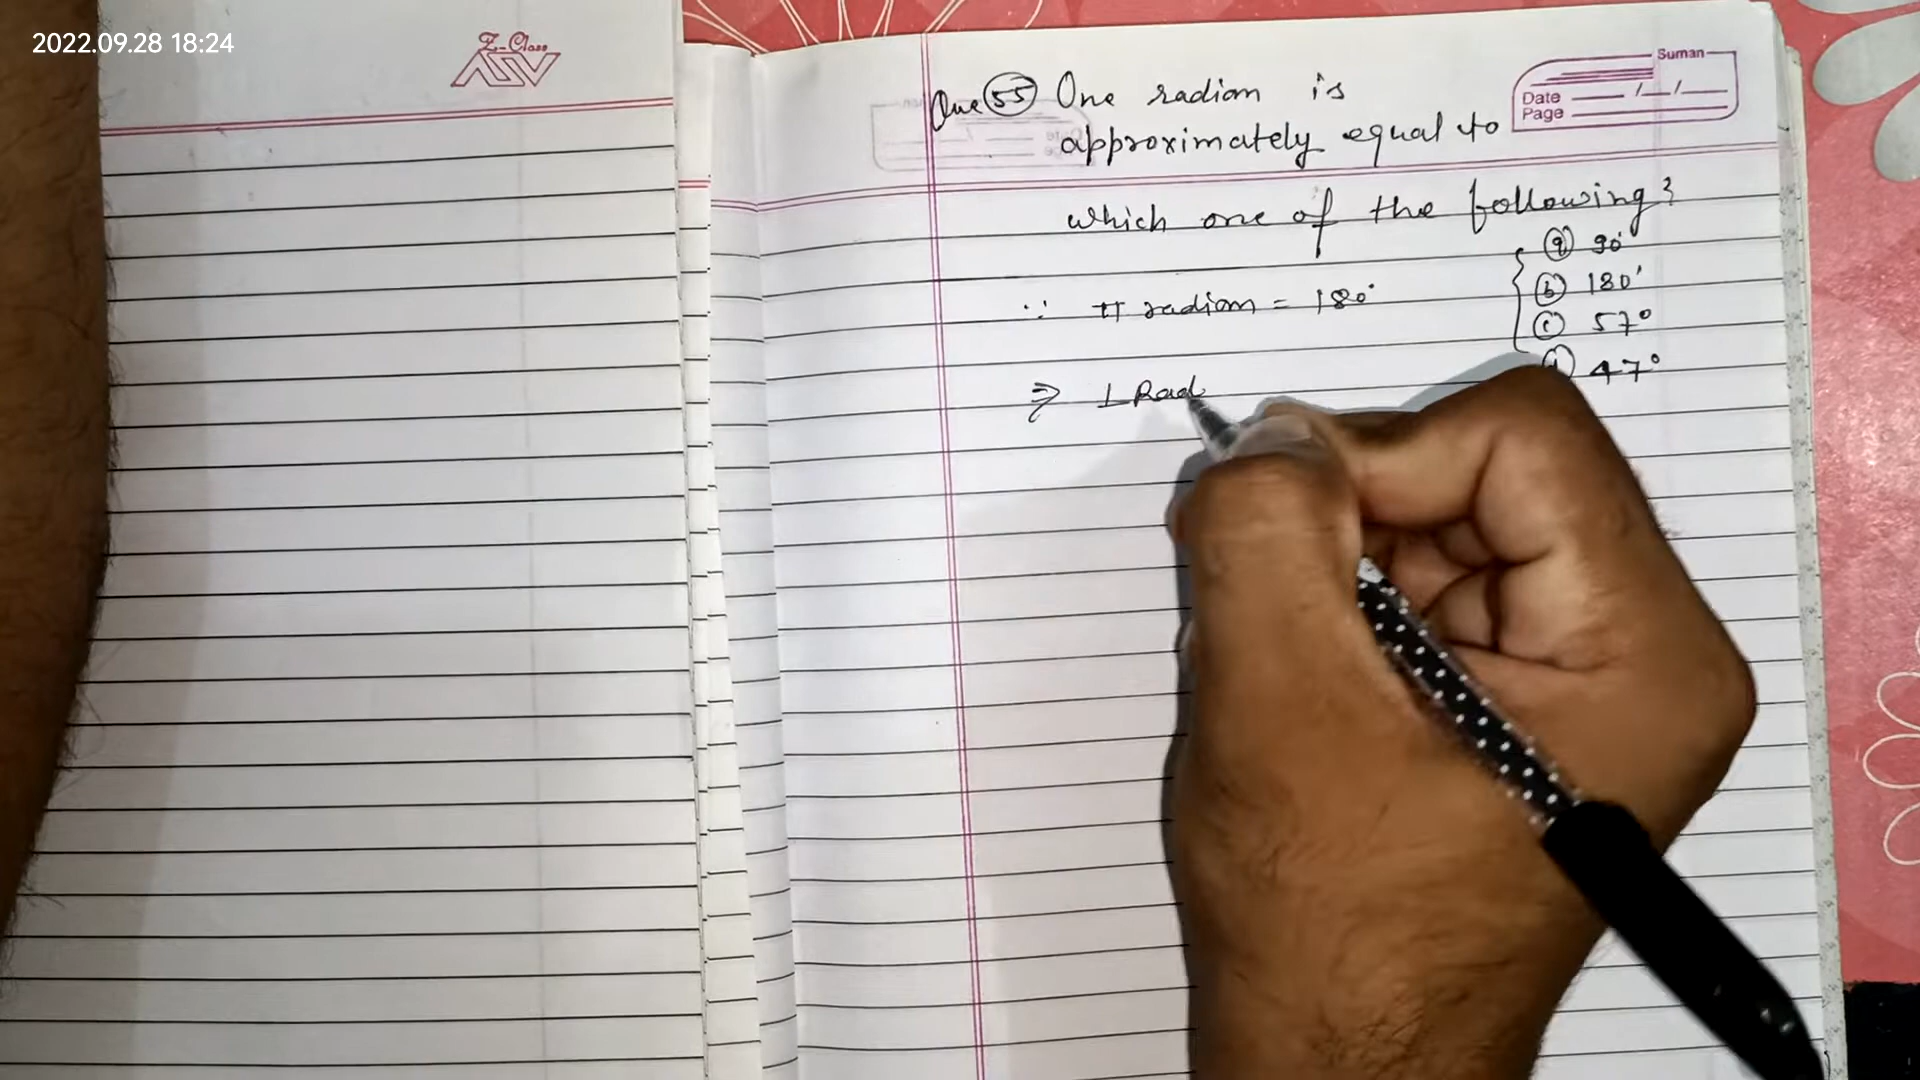 2022.09.28 18:24
Z-Class
Suman
Date
Page
Que 55 One radian is
approximately equal to
which one of the following?
a 90°
b 180°
∵ π radian = 180°
c 57°
d 47°
⇒ 1 Rad